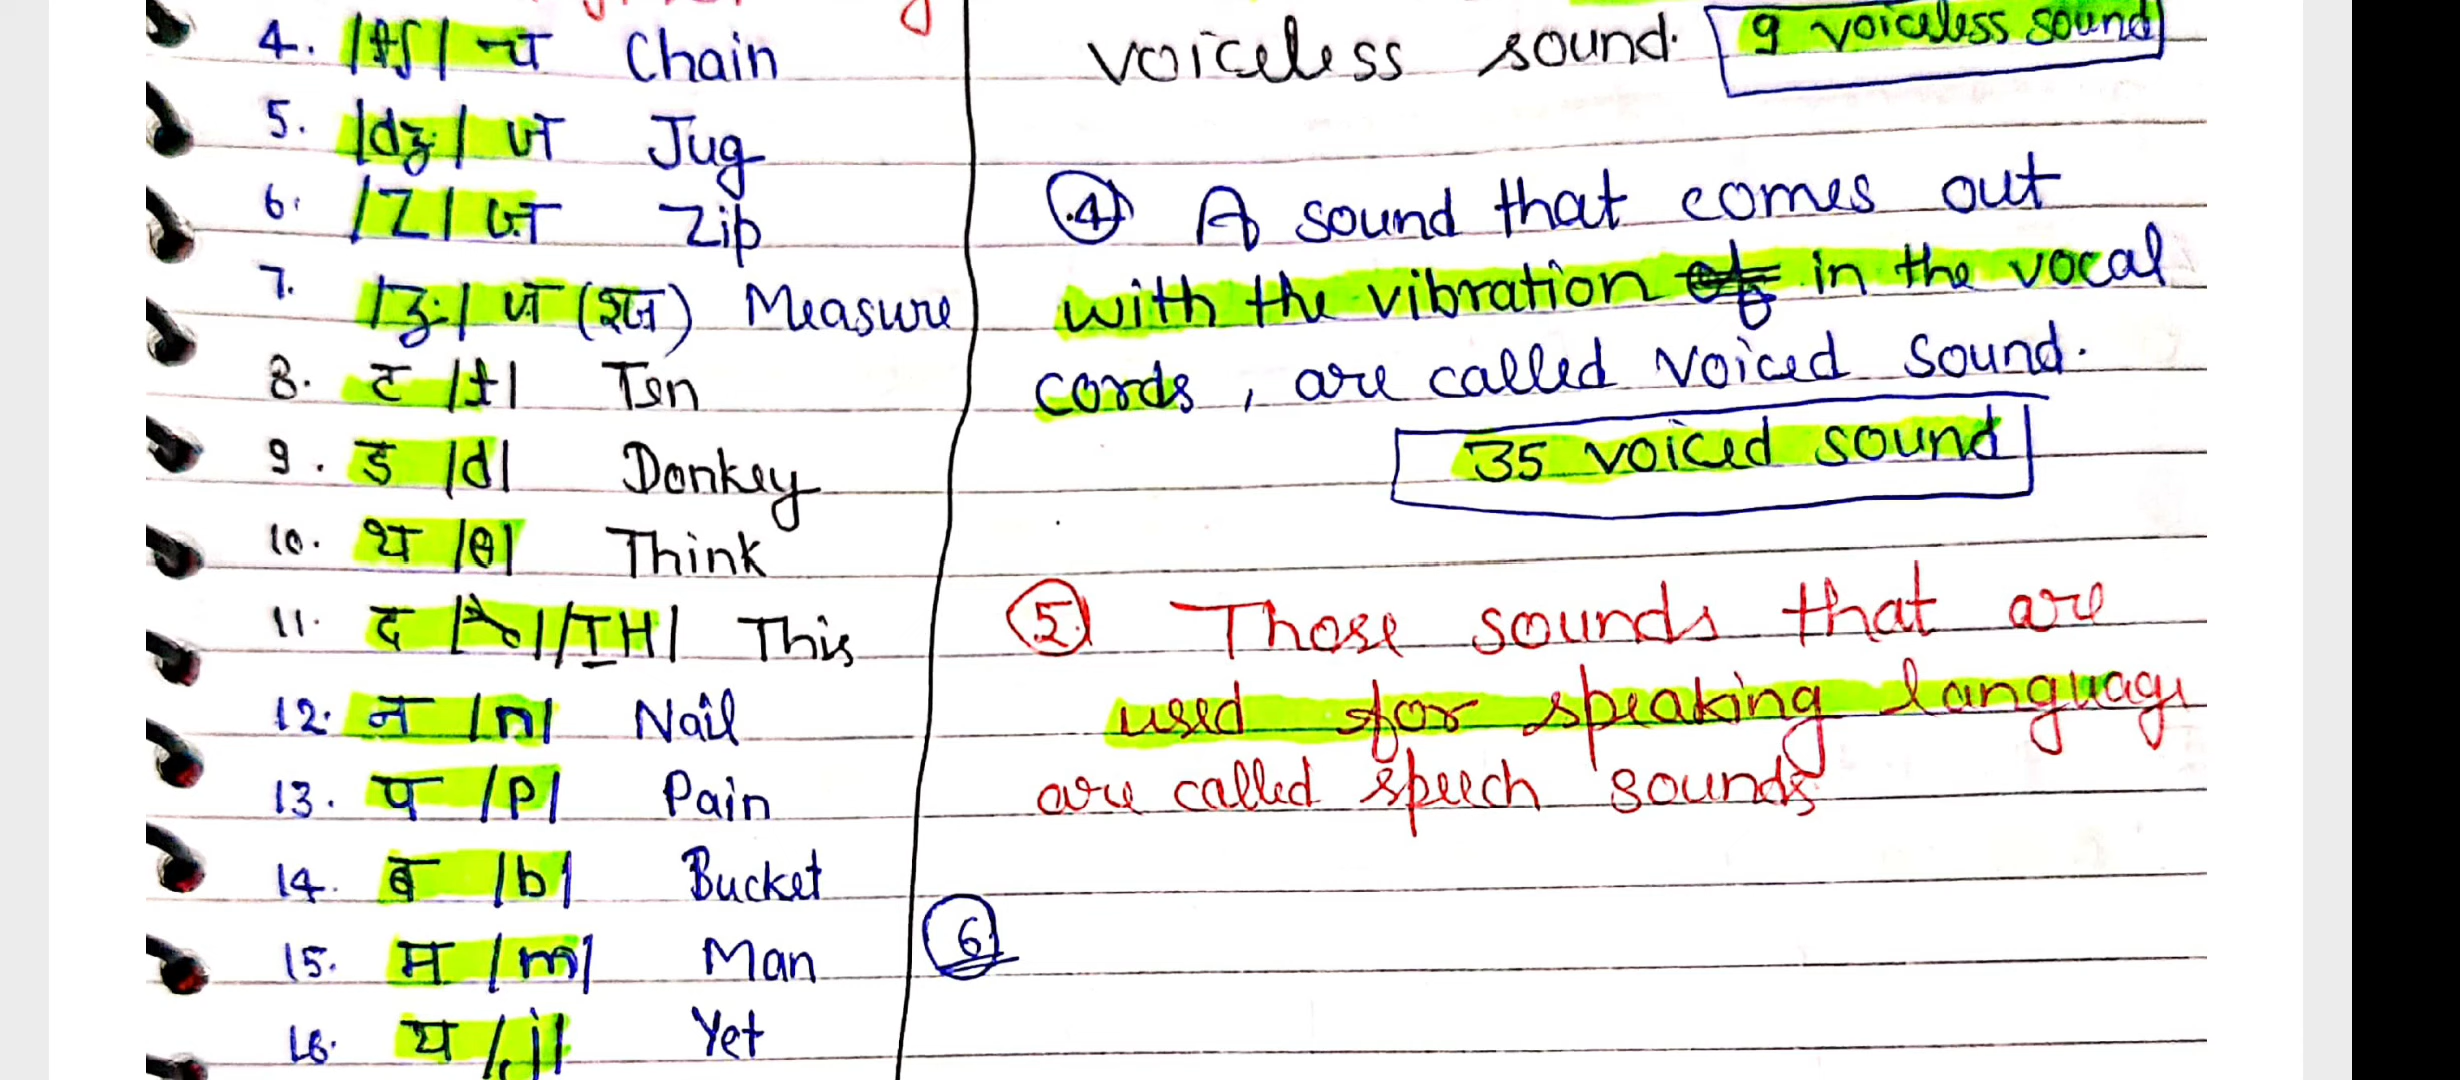 4. /tʃ/ च Chain
5. /dʒ/ ज Jug
6. /Z/ ज़ Zip
7. /ʒ/ ज़ (श्ज) Measure
8. ट /t/ Ten
9. ड /d/ Donkey
10. थ /θ/ Think
11. द /ð/ /TH/ This
12. न /n/ Nail
13. प /p/ Pain
14. ब /b/ Bucket
15. म /m/ Man
16. य /j/ Yet
voiceless sound. 9 voiceless sound
④ A sound that comes out
with the vibration in the vocal
cords, are called voiced sound.
35 voiced sound
⑤ Those sounds that are
used for speaking language
are called speech sounds
⑥